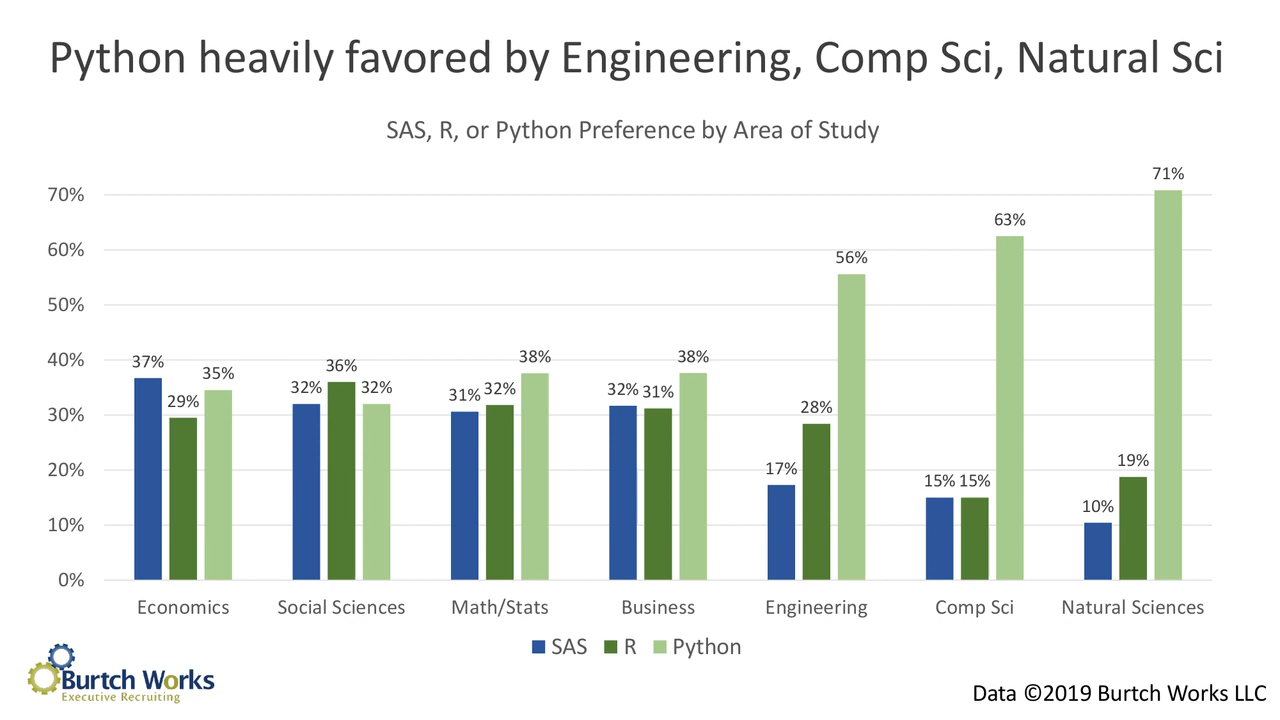 Python heavily favored by Engineering, Comp Sci, Natural Sci
SAS, R, or Python Preference by Area of Study
70%
60%
50%
40%
30%
20%
10%
0%
37%
29%
35%
32%
36%
32%
31%
32%
38%
32%
31%
38%
17%
28%
56%
15%
15%
63%
10%
19%
71%
Economics
Social Sciences
Math/Stats
Business
Engineering
Comp Sci
Natural Sciences
SAS
R
Python
Burtch Works
Executive Recruiting
Data ©2019 Burtch Works LLC